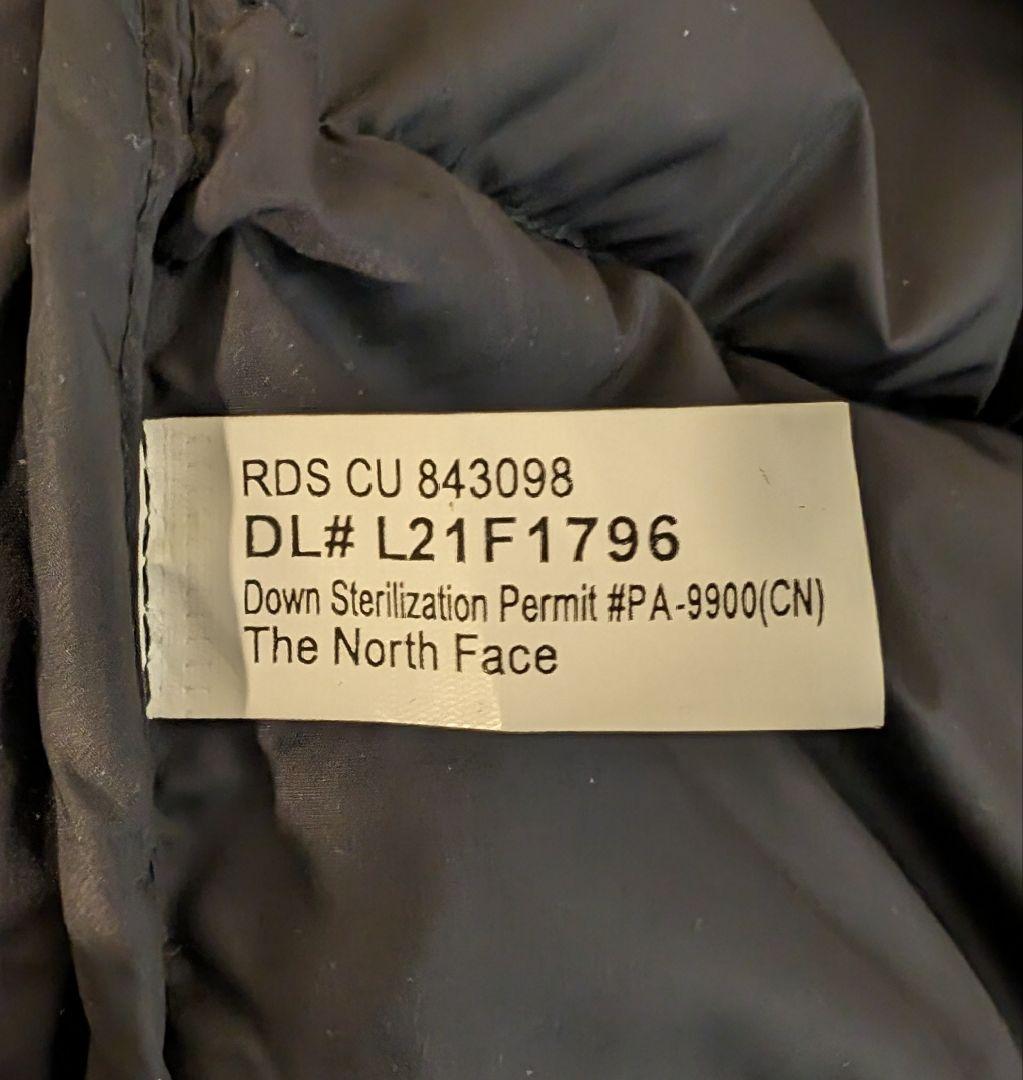 RDS CU 843098
DL# L21F1796
Down Sterilization Permit #PA-9900(CN)
The North Face